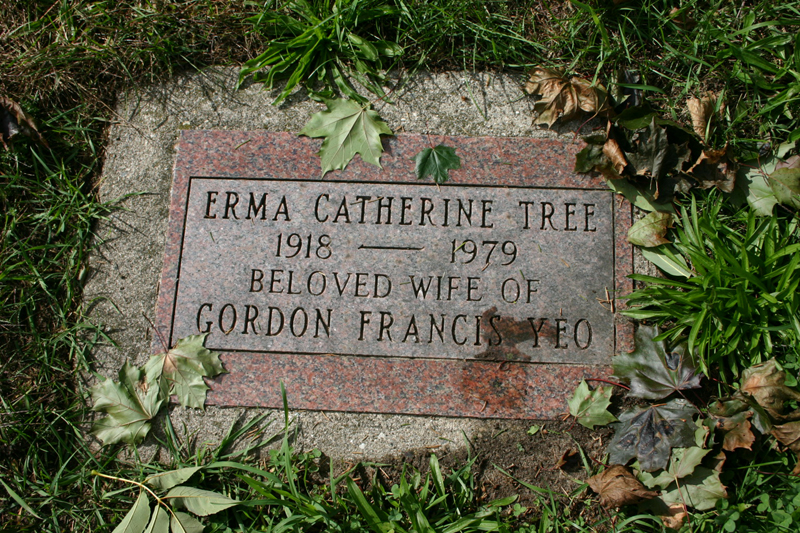 ERMA CATHERINE TREE
1918 — 1979
BELOVED WIFE OF
GORDON FRANCIS YEO